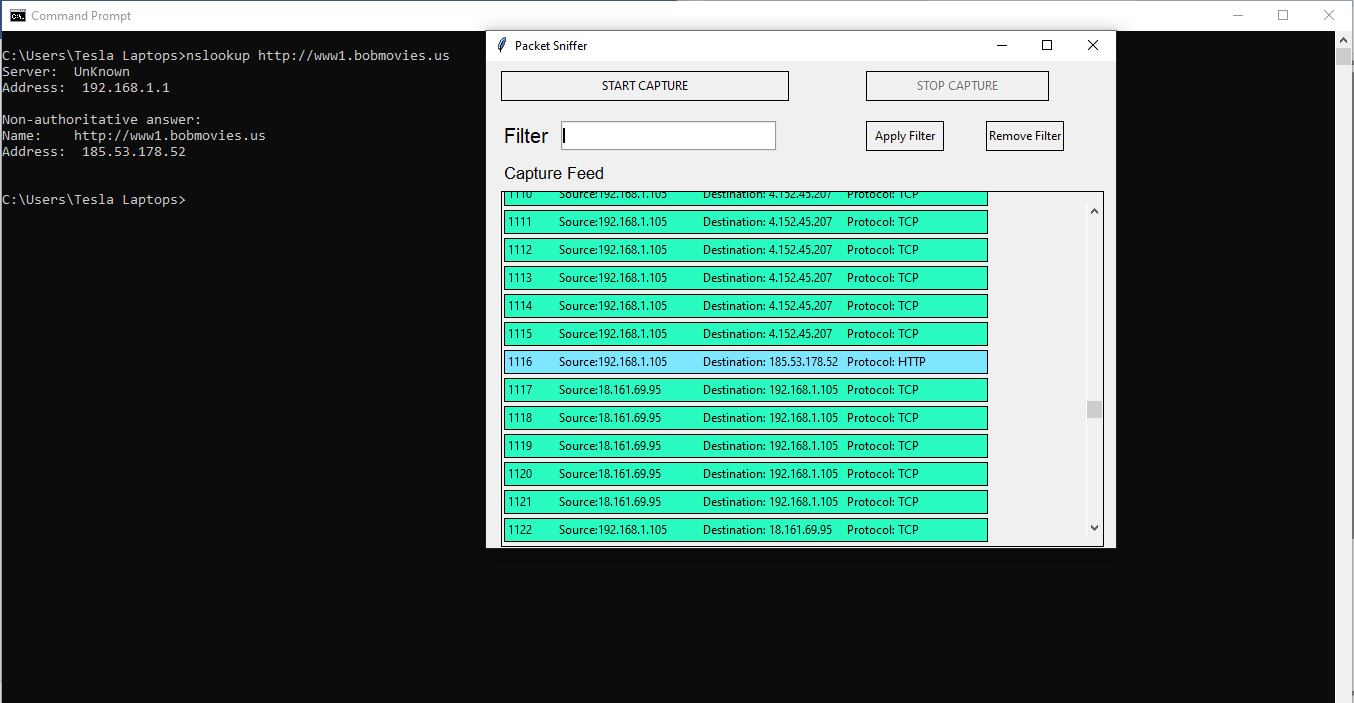 Command Prompt
C:\Users\Tesla Laptops>nslookup http://www1.bobmovies.us
Server:  UnKnown
Address:  192.168.1.1
Non-authoritative answer:
Name:    http://www1.bobmovies.us
Address:  185.53.178.52
C:\Users\Tesla Laptops>
Packet Sniffer
START CAPTURE STOP CAPTURE
Filter Apply Filter Remove Filter
Capture Feed
1110 Source:192.168.1.105 Destination: 4.152.45.207 Protocol: TCP
1111 Source:192.168.1.105 Destination: 4.152.45.207 Protocol: TCP
1112 Source:192.168.1.105 Destination: 4.152.45.207 Protocol: TCP
1113 Source:192.168.1.105 Destination: 4.152.45.207 Protocol: TCP
1114 Source:192.168.1.105 Destination: 4.152.45.207 Protocol: TCP
1115 Source:192.168.1.105 Destination: 4.152.45.207 Protocol: TCP
1116 Source:192.168.1.105 Destination: 185.53.178.52 Protocol: HTTP
1117 Source:18.161.69.95 Destination: 192.168.1.105 Protocol: TCP
1118 Source:18.161.69.95 Destination: 192.168.1.105 Protocol: TCP
1119 Source:18.161.69.95 Destination: 192.168.1.105 Protocol: TCP
1120 Source:18.161.69.95 Destination: 192.168.1.105 Protocol: TCP
1121 Source:18.161.69.95 Destination: 192.168.1.105 Protocol: TCP
1122 Source:192.168.1.105 Destination: 18.161.69.95 Protocol: TCP